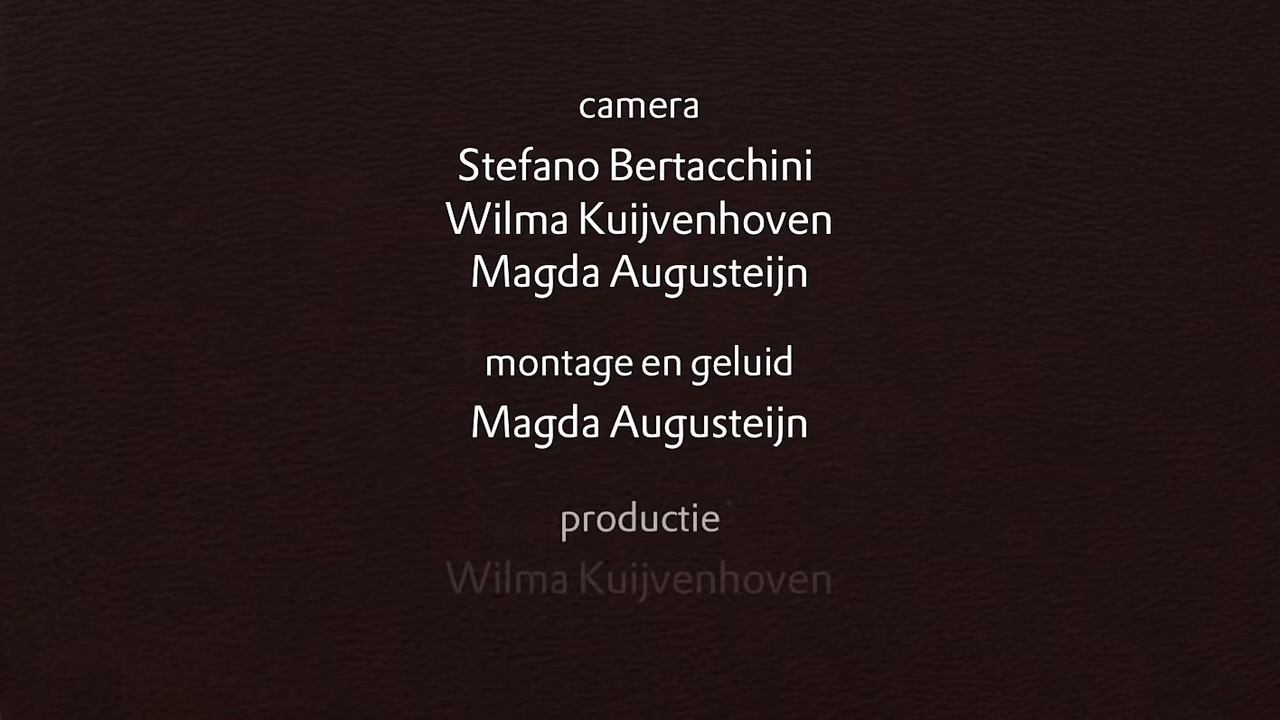 camera
Stefano Bertacchini
Wilma Kuijvenhoven
Magda Augusteijn
montage en geluid
Magda Augusteijn
productie
Wilma Kuijvenhoven